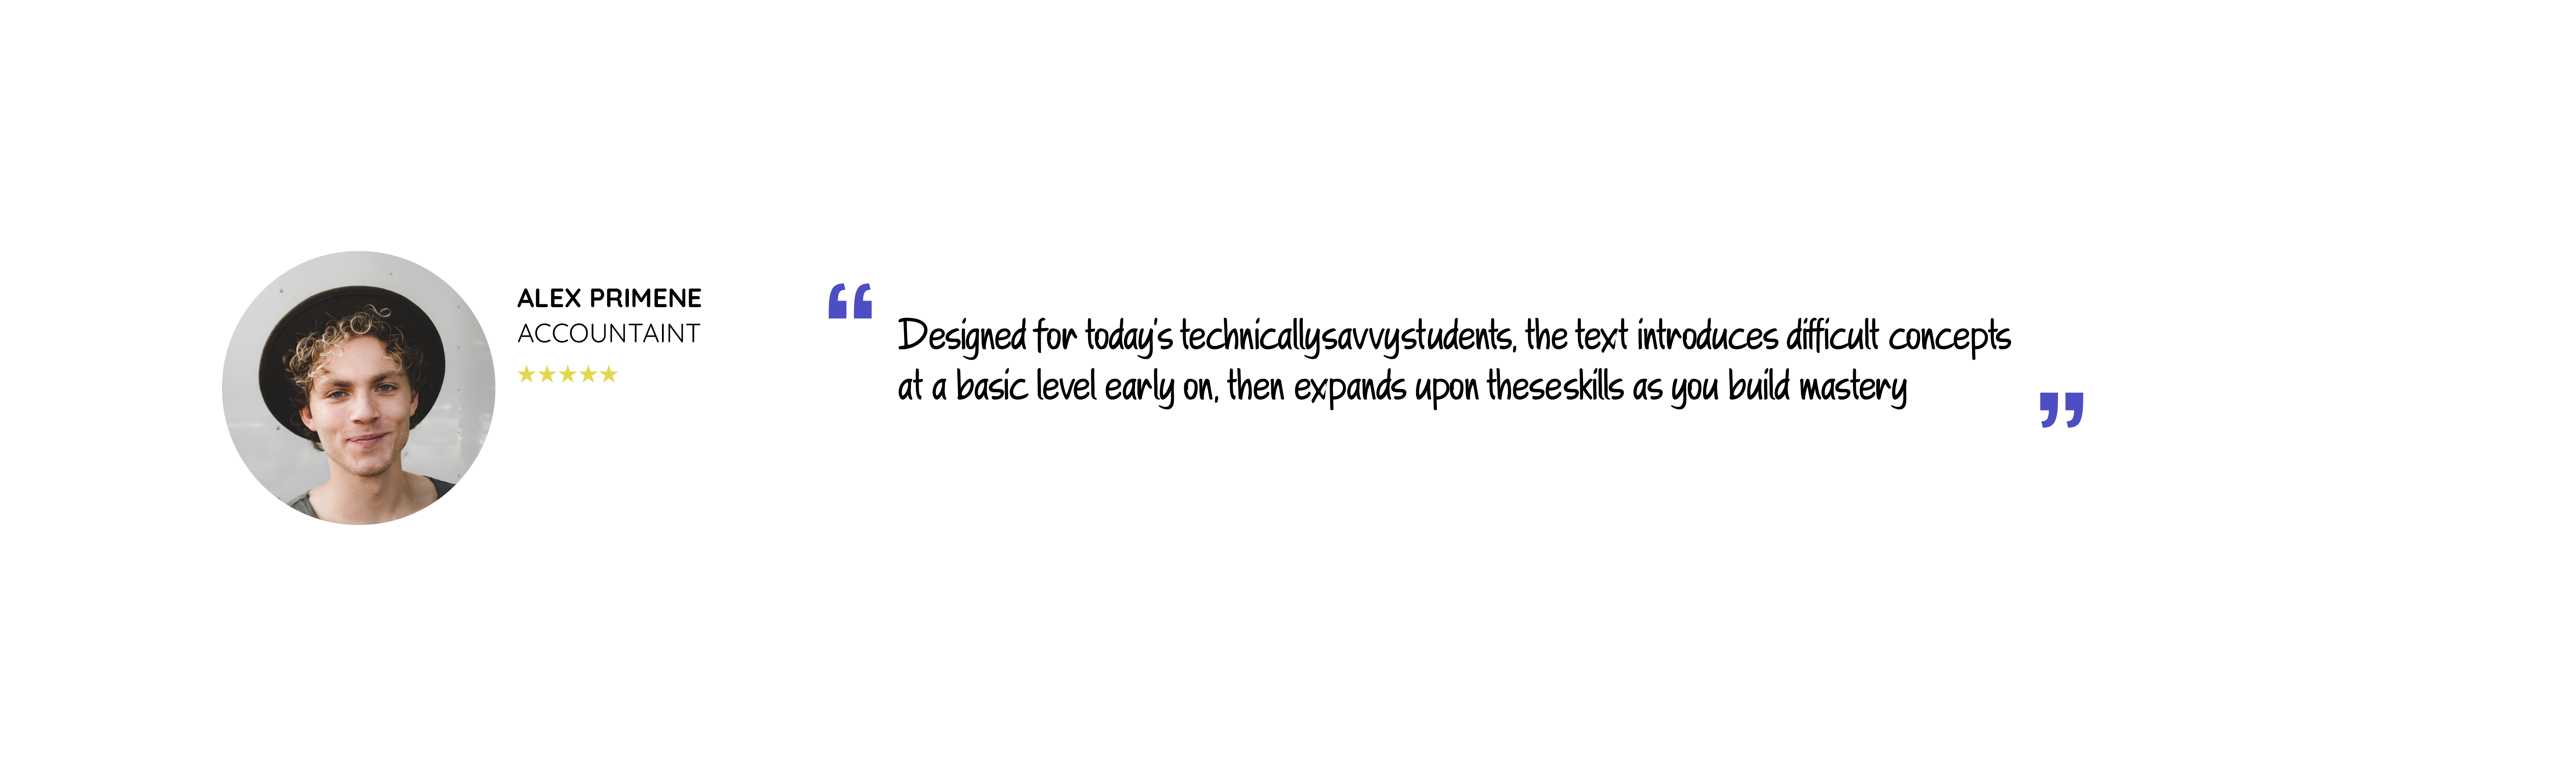 ALEX PRIMENE
ACCOUNTAINT
★★★★★
“ Designed for today's technicallysavvystudents, the text introduces difficult concepts
at a basic level early on, then expands upon theseskills as you build mastery ”